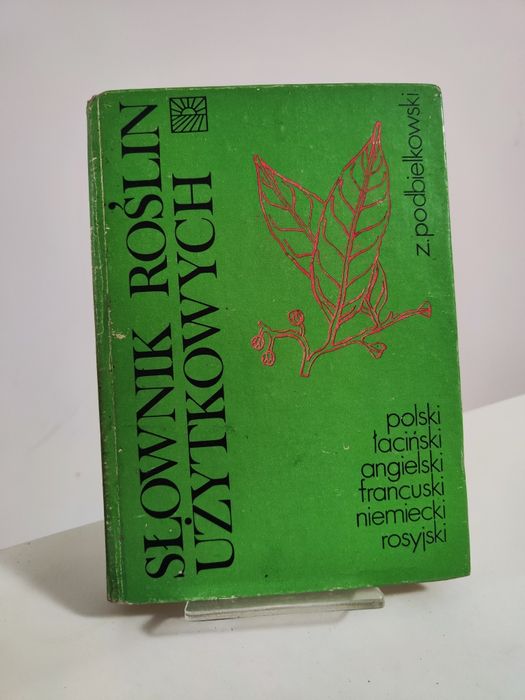 SŁOWNIK ROŚLIN
UŻYTKOWYCH
z.podbielkowski
polski
łaciński
angielski
francuski
niemiecki
rosyjski